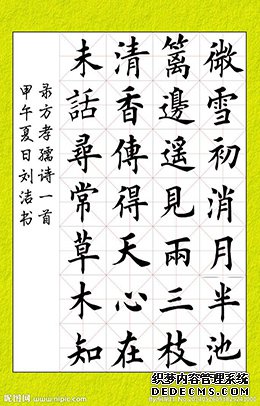 微雪初消月半池
篱邊遥見兩三枝
清香傳得天心在
未話尋常草木知
录方孝孺诗一首
甲午夏日刘洁书
昵图网 www.nipic.com
织梦内容管理系统
DEDECMS.COM